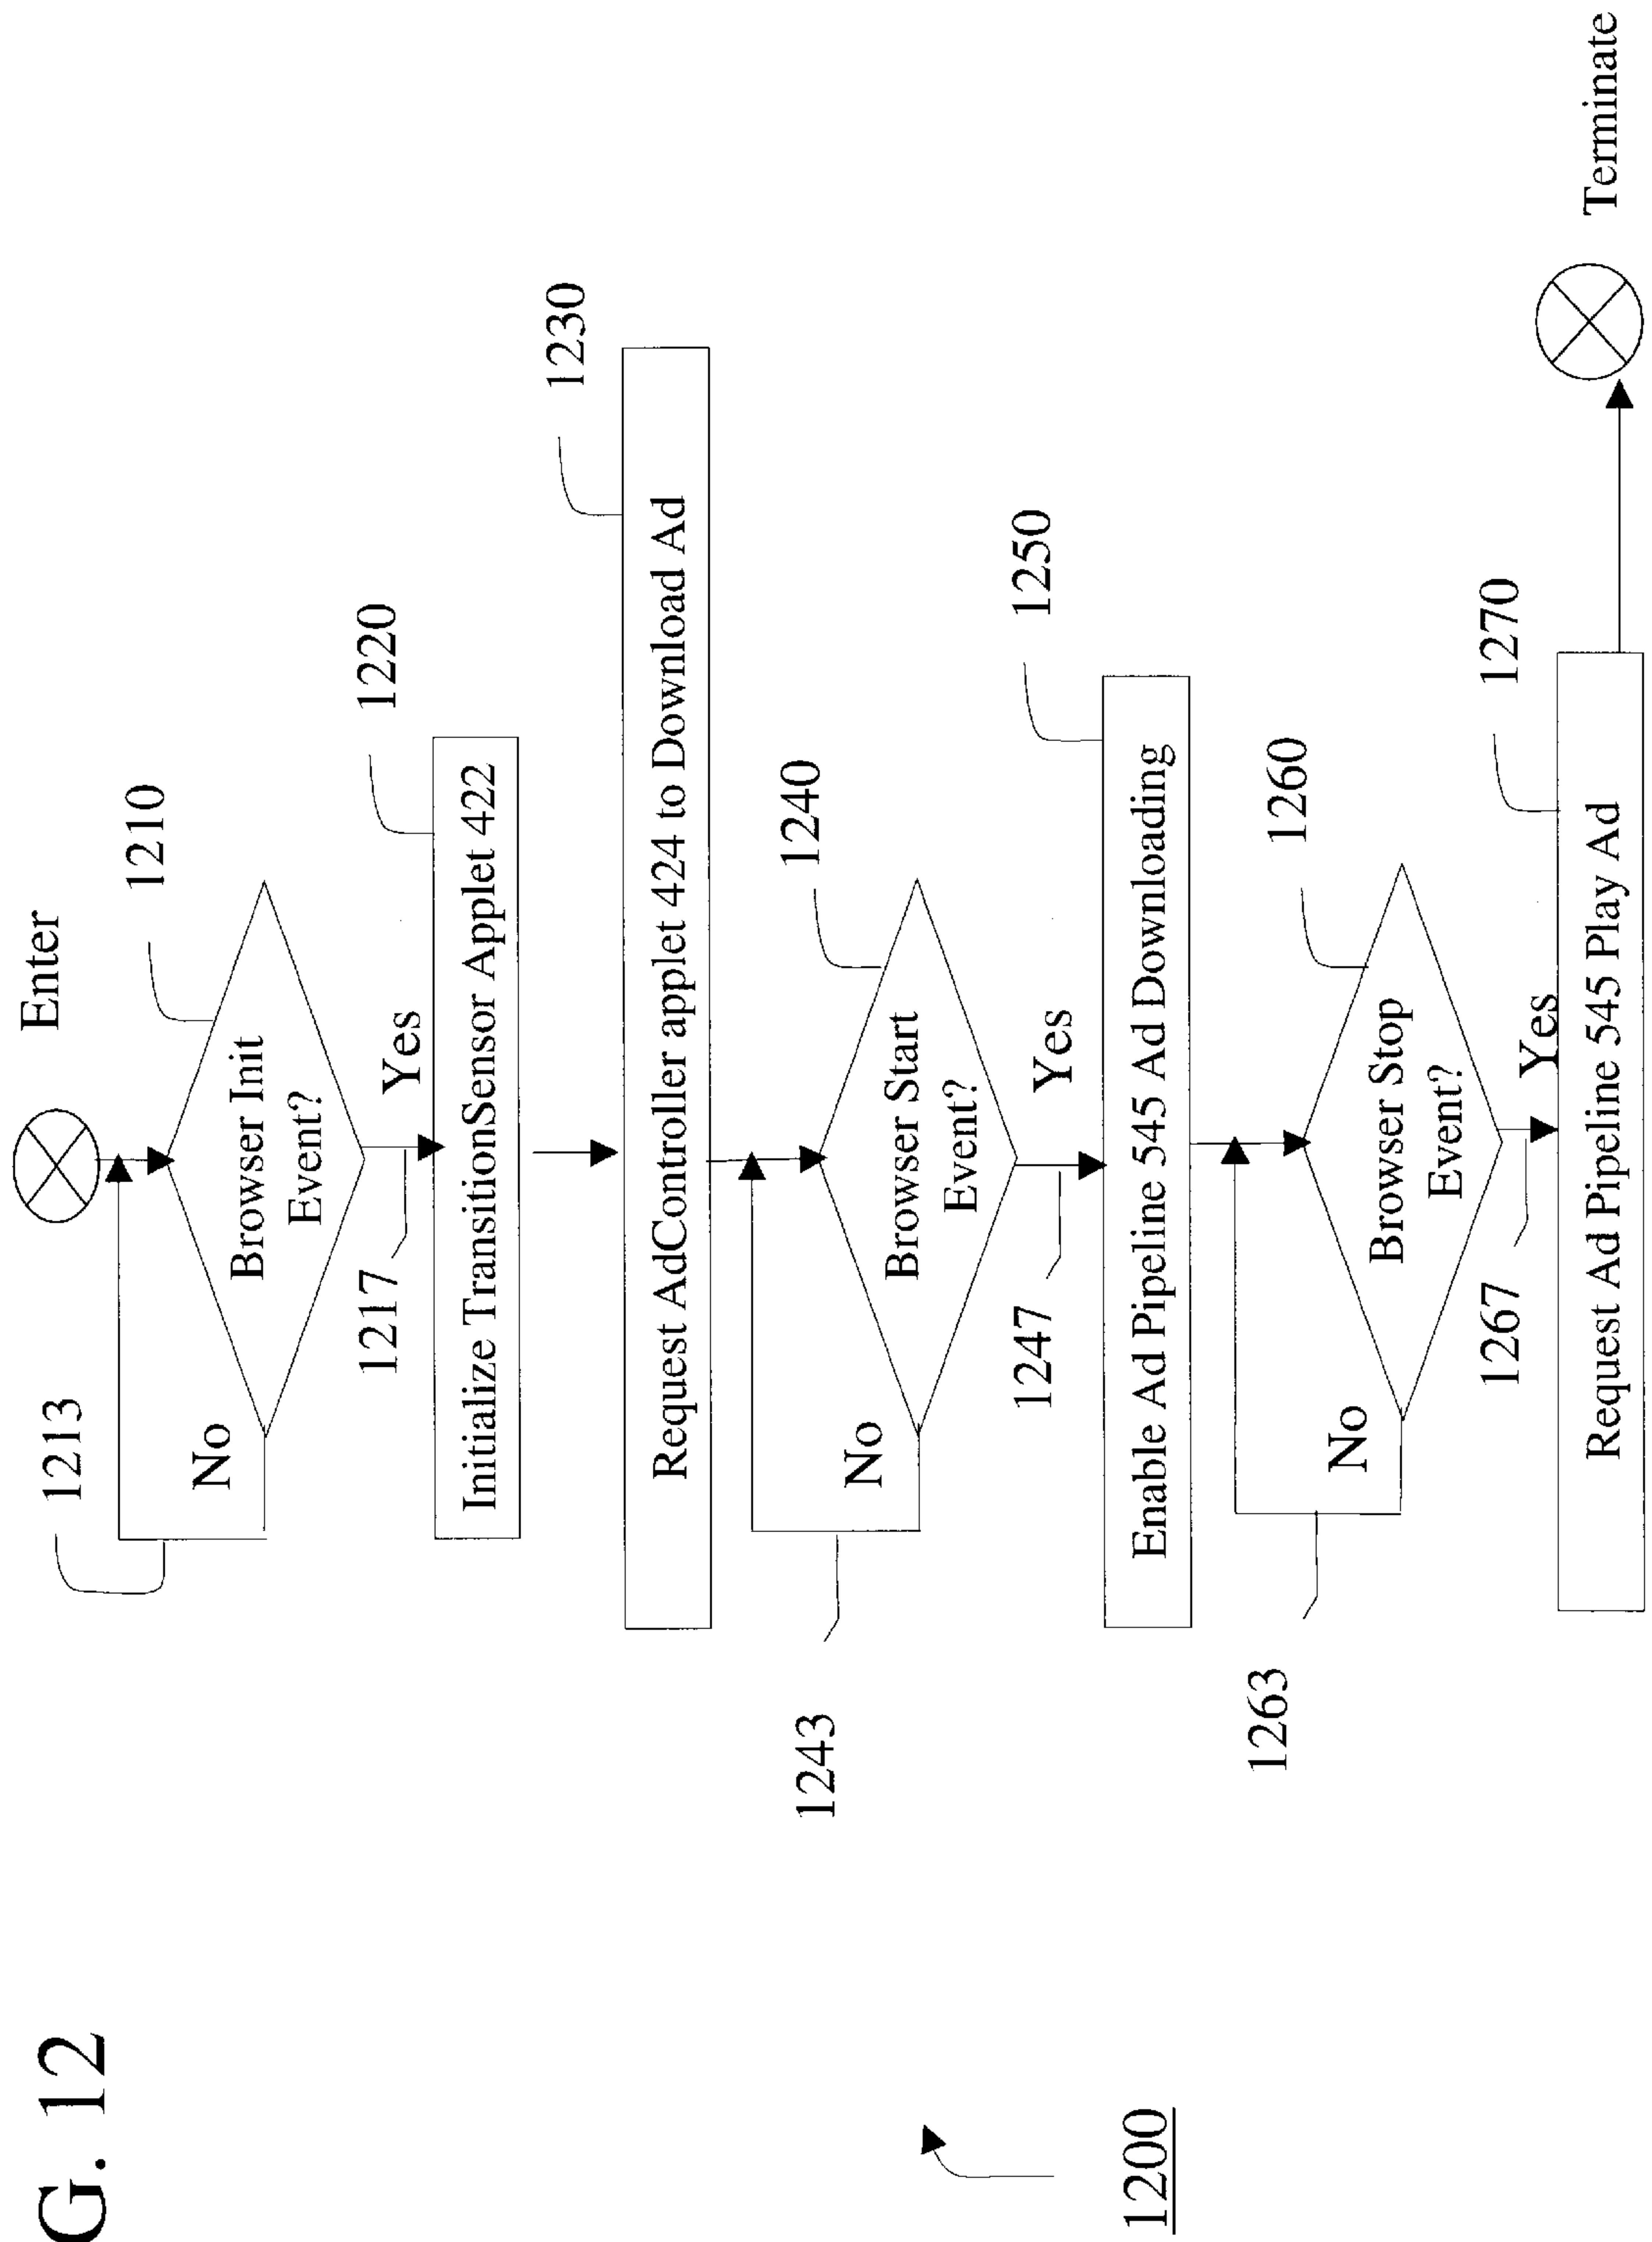 G. 12
Enter
1213
1210
No
Browser Init
Event?
1217
Yes
1220
Initialize TransitionSensor Applet 422
1230
Request AdController applet 424 to Download Ad
1243
1240
No
Browser Start
Event?
1247
Yes
1250
Enable Ad Pipeline 545 Ad Downloading
1200
1263
1260
No
Browser Stop
Event?
1267
Yes
1270
Request Ad Pipeline 545 Play Ad
Terminate